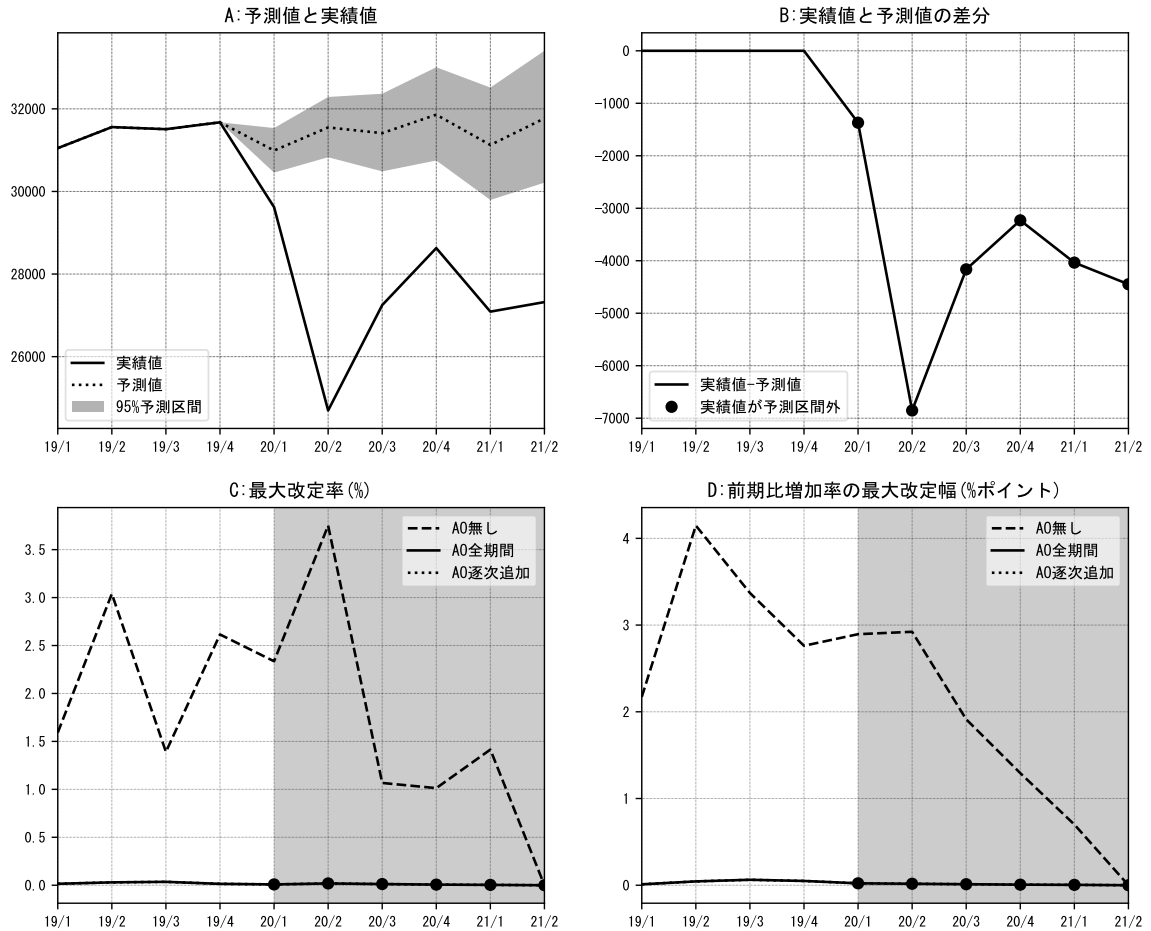 A:予測値と実績値
32000
30000
28000
26000
実績値
予測値
95%予測区間
19/1 19/2 19/3 19/4 20/1 20/2 20/3 20/4 21/1 21/2
B:実績値と予測値の差分
0
−1000
−2000
−3000
−4000
−5000
−6000
−7000
実績値−予測値
実績値が予測区間外
19/1 19/2 19/3 19/4 20/1 20/2 20/3 20/4 21/1 21/2
C:最大改定率(%)
3.5
3.0
2.5
2.0
1.5
1.0
0.5
0.0
AO無し
AO全期間
AO逐次追加
19/1 19/2 19/3 19/4 20/1 20/2 20/3 20/4 21/1 21/2
D:前期比増加率の最大改定幅(%ポイント)
4
3
2
1
0
AO無し
AO全期間
AO逐次追加
19/1 19/2 19/3 19/4 20/1 20/2 20/3 20/4 21/1 21/2